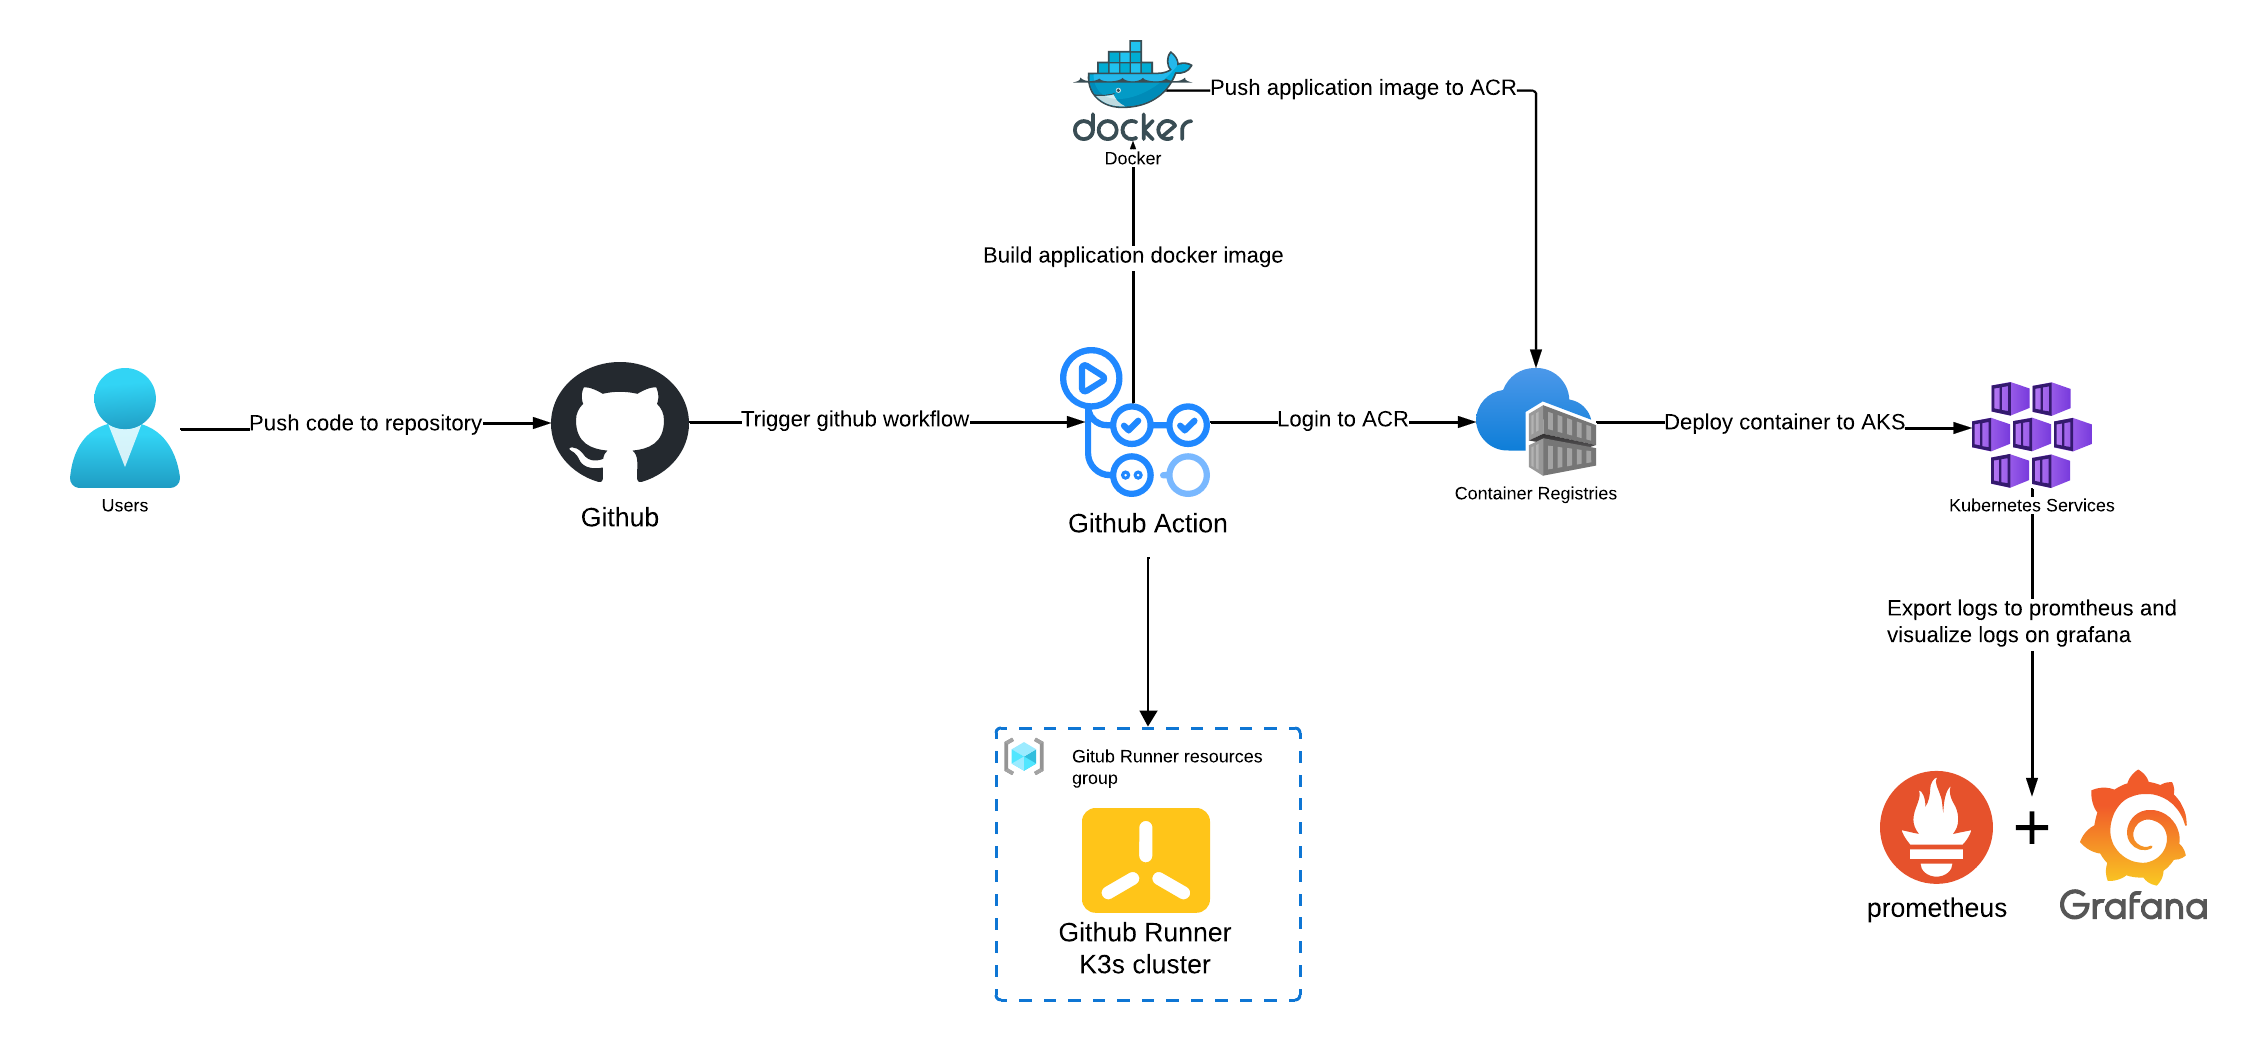 docker
Docker
Push application image to ACR
Build application docker image
Users
Push code to repository
Github
Trigger github workflow
Github Action
Login to ACR
Container Registries
Deploy container to AKS
Kubernetes Services
Export logs to promtheus and
visualize logs on grafana
Gitub Runner resources
group
Github Runner
K3s cluster
prometheus
+
Grafana